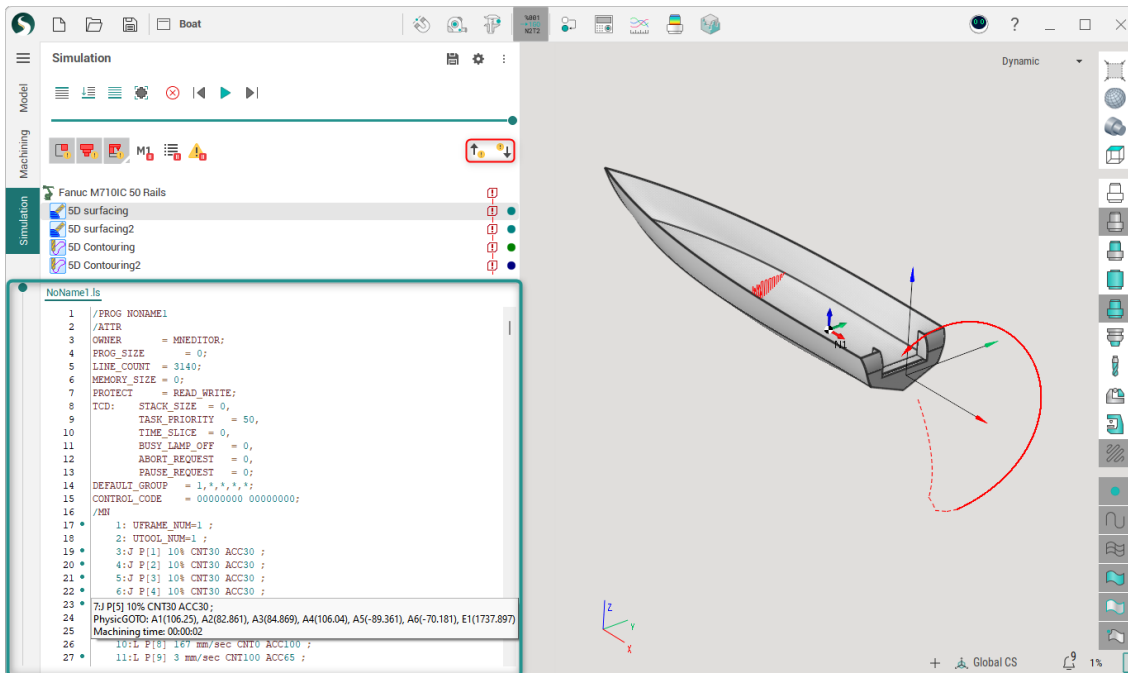 Boat
%001
N272
?
Simulation
Dynamic
Model
Machining
Simulation
M1
Fanuc M710IC 50 Rails
5D surfacing
5D surfacing2
5D Contouring
5D Contouring2
NoName1.ls
1 /PROG NONAME1
2 /ATTR
3 OWNER = MNEDITOR;
4 PROG_SIZE = 0;
5 LINE_COUNT = 3140;
6 MEMORY_SIZE = 0;
7 PROTECT = READ_WRITE;
8 TCD: STACK_SIZE = 0,
9 TASK_PRIORITY = 50,
10 TIME_SLICE = 0,
11 BUSY_LAMP_OFF = 0,
12 ABORT_REQUEST = 0,
13 PAUSE_REQUEST = 0;
14 DEFAULT_GROUP = 1,*,*,*,*;
15 CONTROL_CODE = 00000000 00000000;
16 /MN
17 1: UFRAME_NUM=1 ;
18 2: UTOOL_NUM=1 ;
19 3:J P[1] 10% CNT30 ACC30 ;
20 4:J P[2] 10% CNT30 ACC30 ;
21 5:J P[3] 10% CNT30 ACC30 ;
22 6:J P[4] 10% CNT30 ACC30 ;
23 7:J P[5] 10% CNT30 ACC30 ;
24 PhysicGOTO: A1(106.25), A2(82.861), A3(84.869), A4(106.04), A5(-89.361), A6(-70.181), E1(1737.897)
25 Machining time: 00:00:02
26 10:L P[8] 167 mm/sec CNT0 ACC100 ;
27 11:L P[9] 3 mm/sec CNT100 ACC65 ;
N1
Z
Y
X
Global CS
9
1%